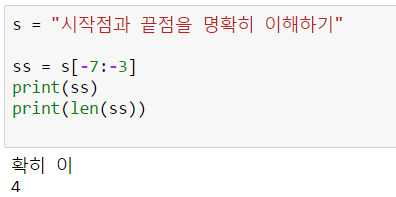 s = "시작점과 끝점을 명확히 이해하기"
ss = s[-7:-3]
print(ss)
print(len(ss))
확히 이
4